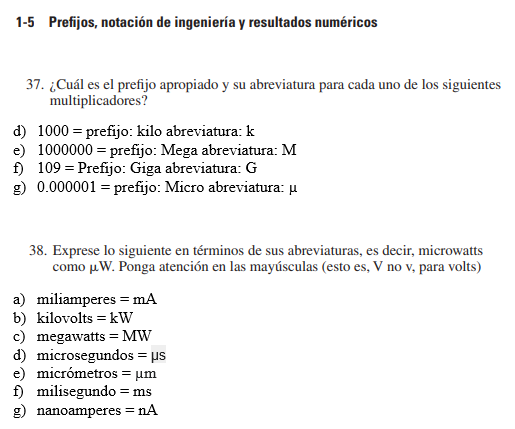 1-5 Prefijos, notación de ingeniería y resultados numéricos
37. ¿Cuál es el prefijo apropiado y su abreviatura para cada uno de los siguientes
multiplicadores?
d) 1000 = prefijo: kilo abreviatura: k
e) 1000000 = prefijo: Mega abreviatura: M
f) 109 = Prefijo: Giga abreviatura: G
g) 0.000001 = prefijo: Micro abreviatura: µ
38. Exprese lo siguiente en términos de sus abreviaturas, es decir, microwatts
como µW. Ponga atención en las mayúsculas (esto es, V no v, para volts)
a) miliamperes = mA
b) kilovolts = kW
c) megawatts = MW
d) microsegundos = µs
e) micrómetros = µm
f) milisegundo = ms
g) nanoamperes = nA